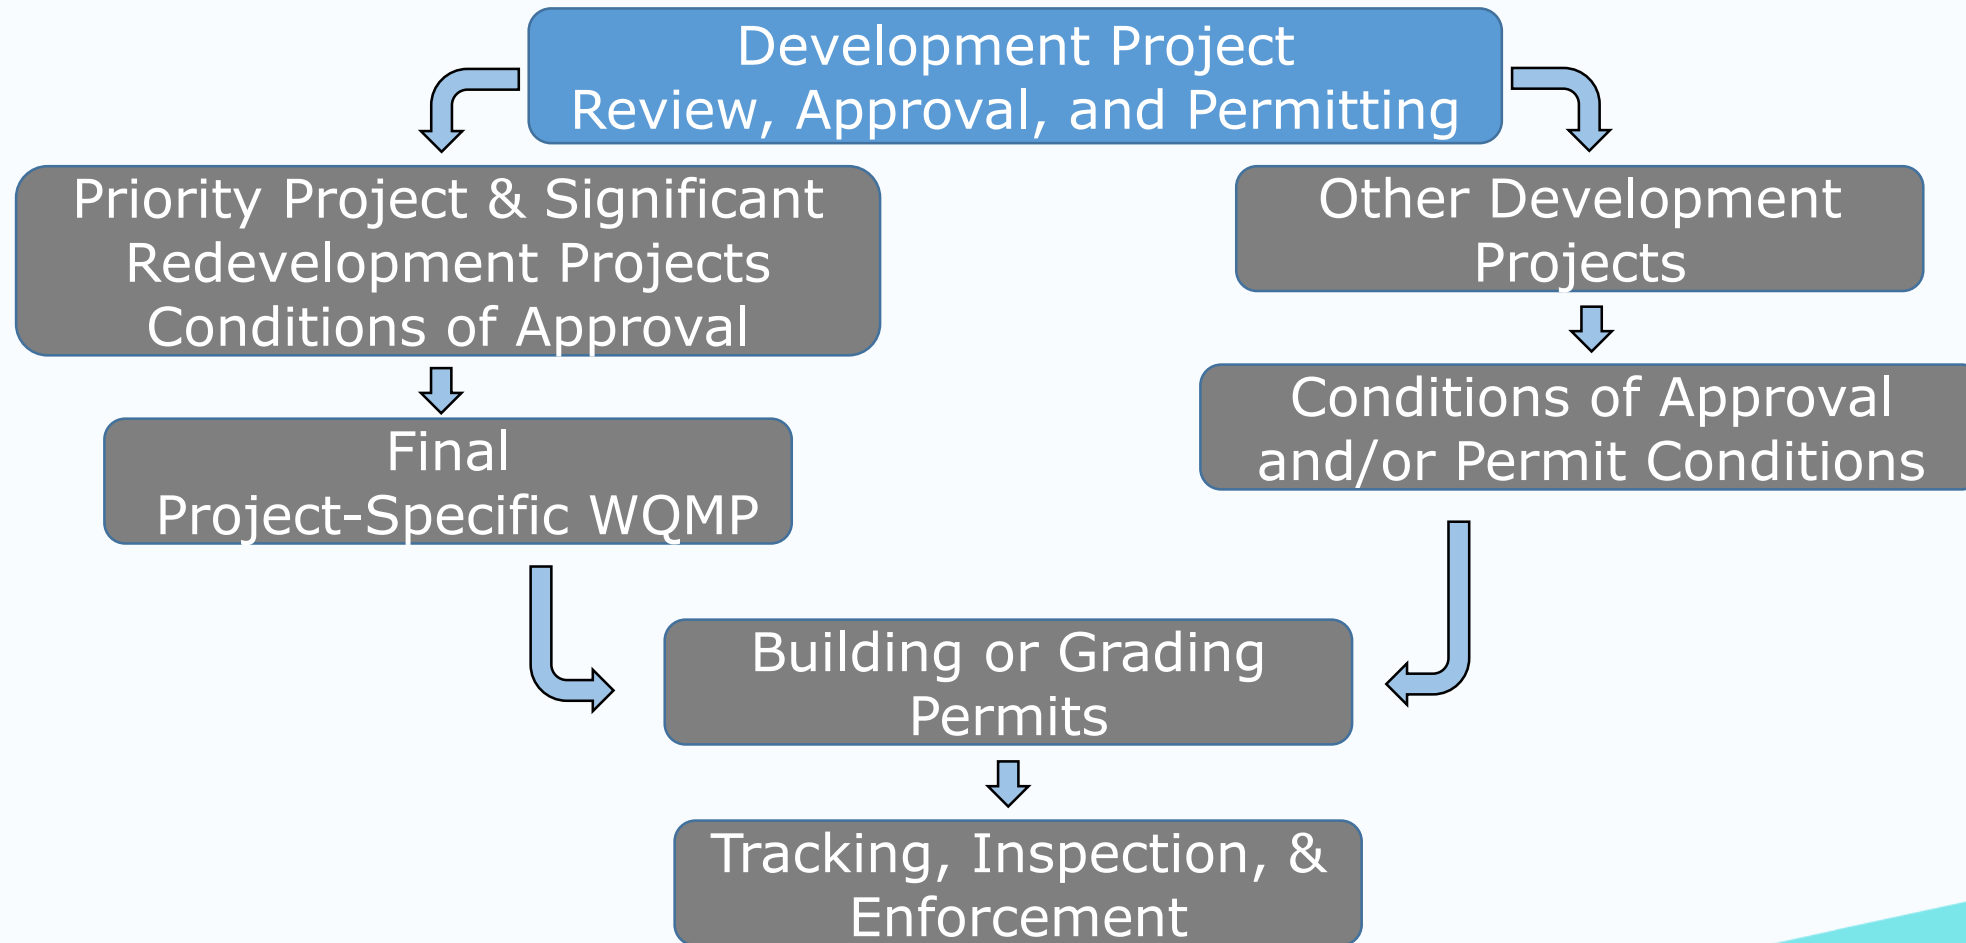 Development Project
Review, Approval, and Permitting
Priority Project & Significant
Redevelopment Projects
Conditions of Approval
Other Development
Projects
Final
Project-Specific WQMP
Conditions of Approval
and/or Permit Conditions
Building or Grading
Permits
Tracking, Inspection, &
Enforcement